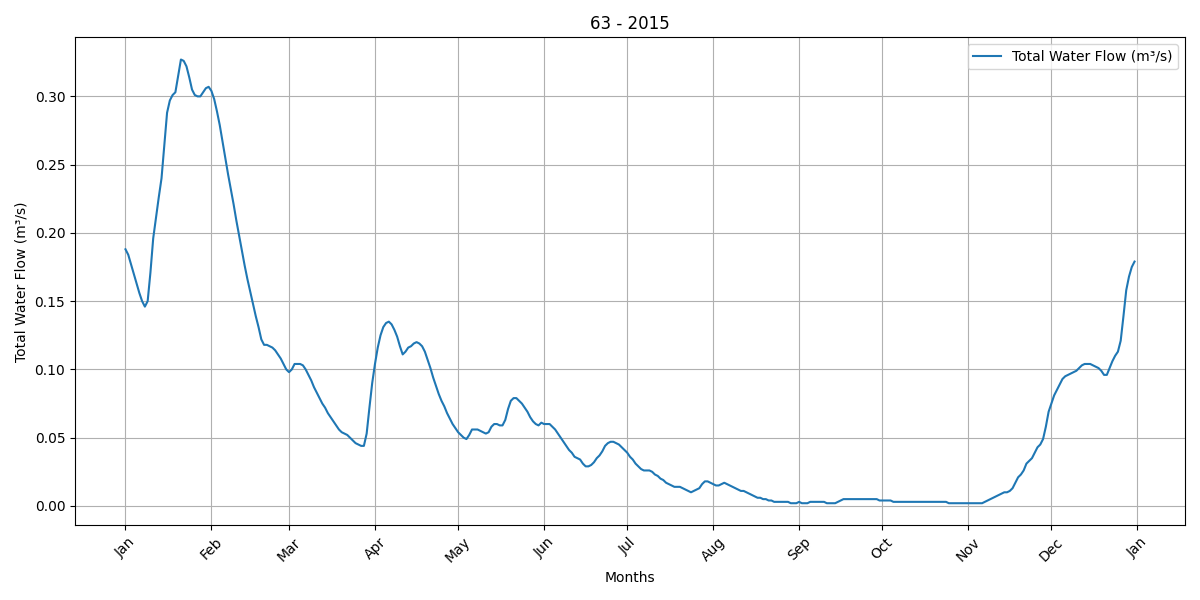 63 - 2015
Total Water Flow (m³/s)
Total Water Flow (m³/s)
0.30
0.25
0.20
0.15
0.10
0.05
0.00
Jan
Feb
Mar
Apr
May
Jun
Jul
Aug
Sep
Oct
Nov
Dec
Jan
Months